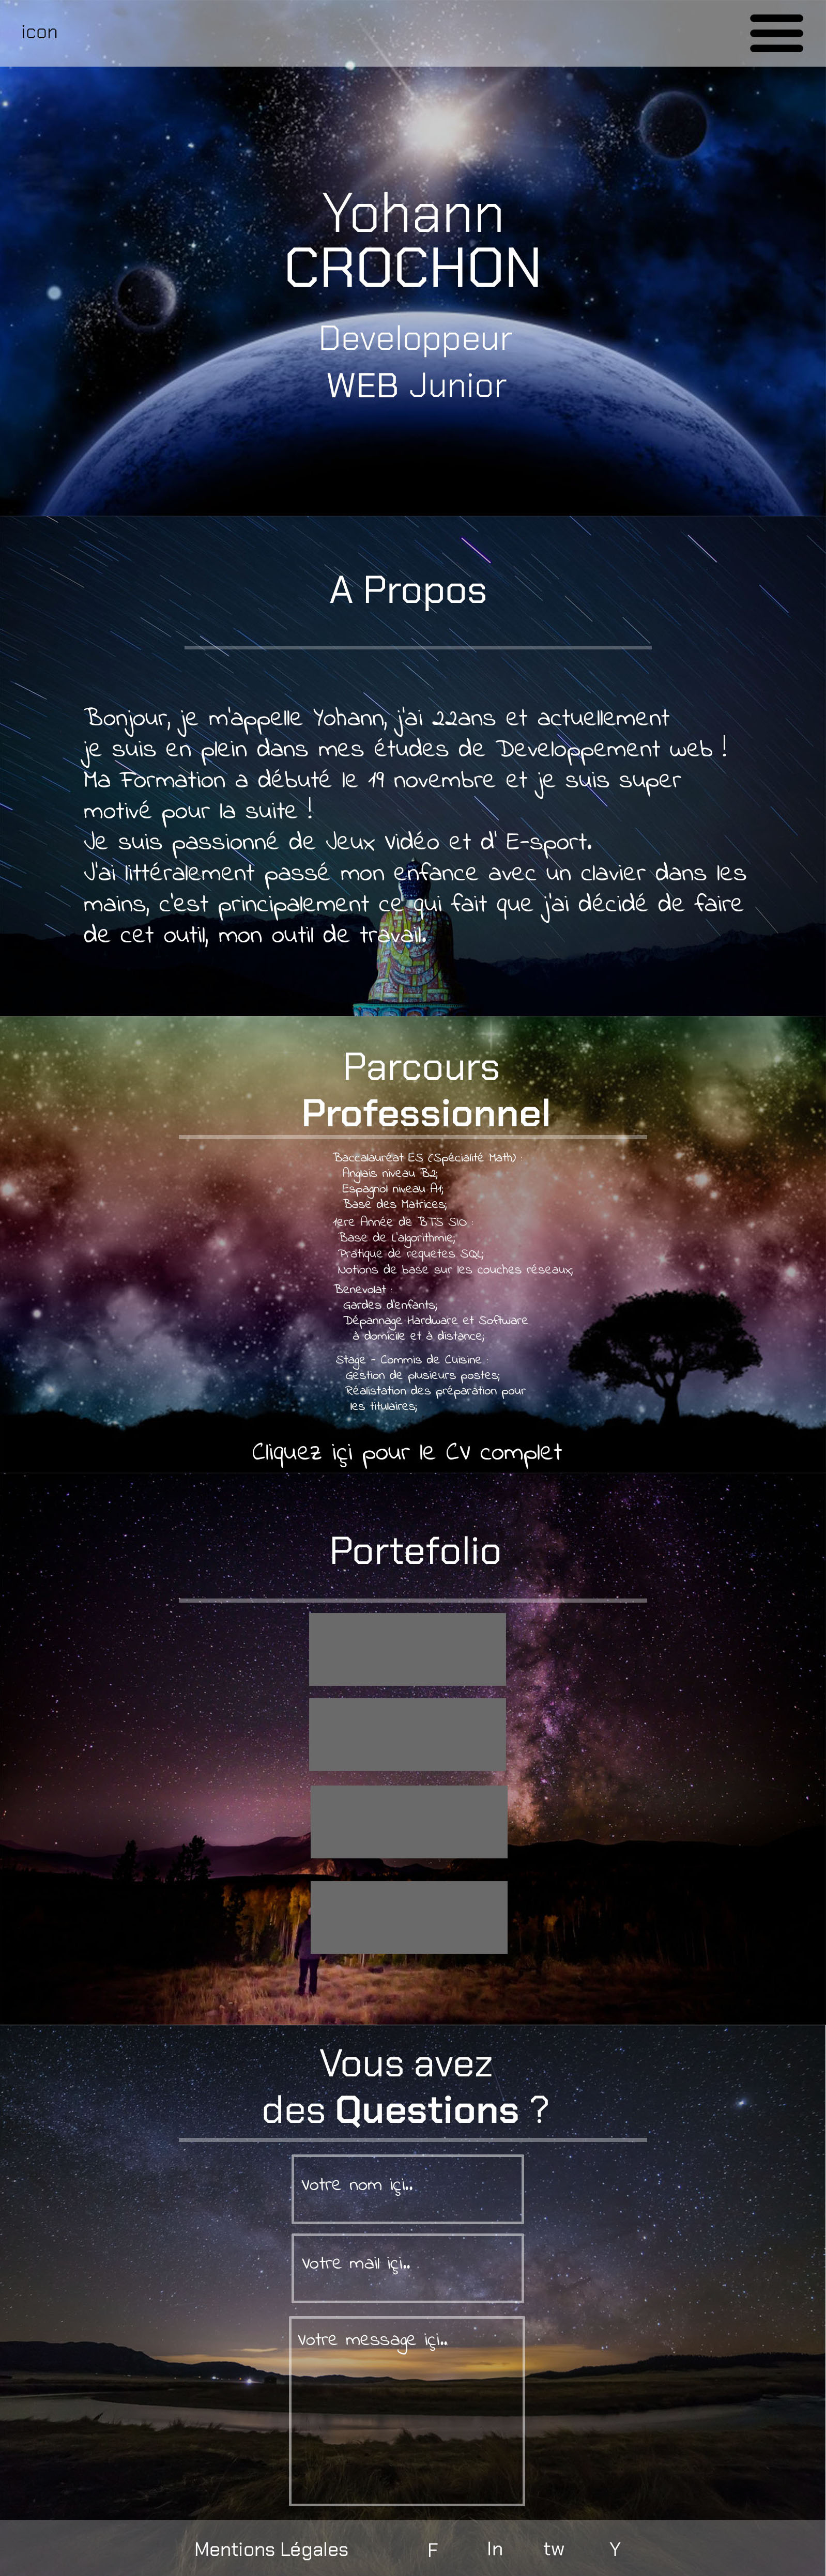 icon
Yohann
CROCHON
Developpeur
WEB Junior
A Propos
Bonjour, je m'appelle Yohann, j'ai 22ans et actuellement
je suis en plein dans mes études de Developpement web !
Ma Formation a débuté le 19 novembre et je suis super
motivé pour la suite !
Je suis passionné de Jeux Vidéo et d' E-sport.
J'ai littéralement passé mon enfance avec un clavier dans les
mains, c'est principalement ce qui fait que j'ai décidé de faire
de cet outil, mon outil de travail.
Parcours
Professionnel
Baccalauréat ES (Spécialité Math) :
Anglais niveau B2;
Espagnol niveau A1;
Base des Matrices;
1ere Année de BTS SIO :
Base de L'algorithmie;
Pratique de requetes SQL;
Notions de base sur les couches réseaux;
Benevolat :
Gardes d'enfants;
Dépannage Hardware et Software
à domicile et à distance;
Stage - Commis de Cuisine :
Gestion de plusieurs postes;
Réalistation des préparation pour
les titulaires;
Cliquez içi pour le CV complet
Portefolio
Vous avez
des Questions ?
Votre nom içi..
Votre mail içi..
Votre message içi..
Mentions Légales F In tw Y